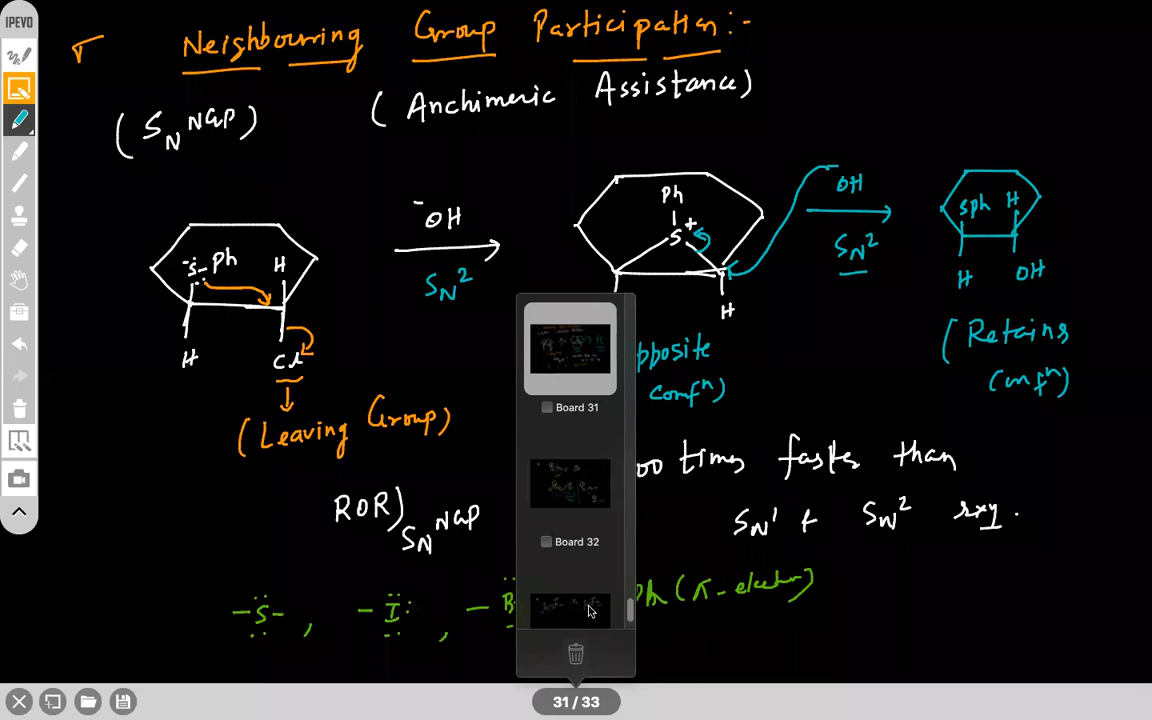 IPEVO
Neighbouring Group Participation:-
(Anchimeric Assistance)
(SN NGP)
S Ph H
H Cl
(Leaving Group)
-OH
SN2
Ph
S+
H
pposite
comfn)
OH
SN2
sph H
H OH
(Retains
Confn)
ROR)SN NGP
00 times faster than
SN1 + SN2 rxn.
-S-, -I:, - B
Ph (π-electron)
Board 31
Board 32
31 / 33